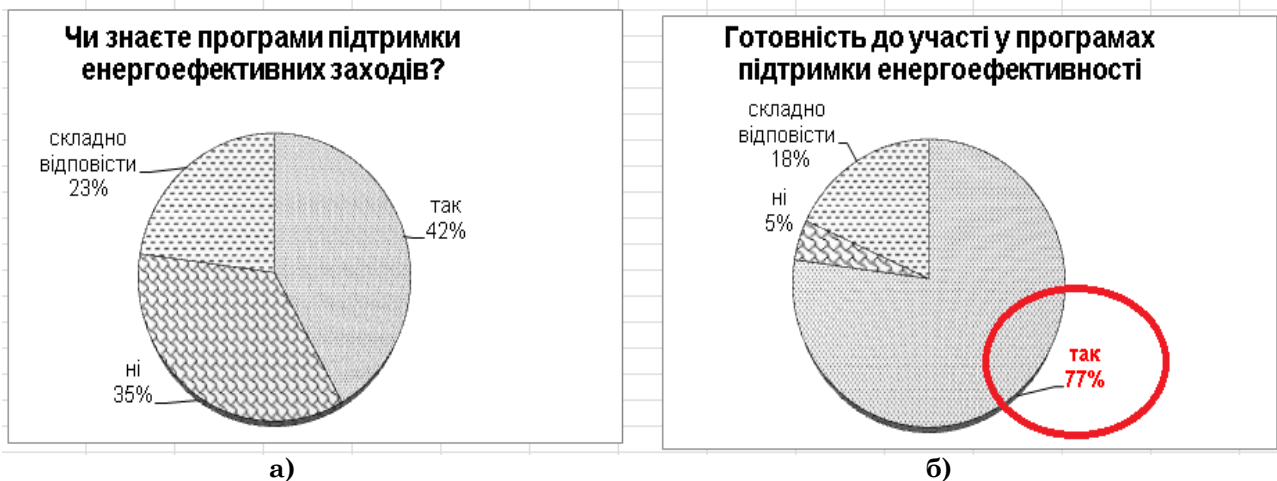 Чи знаєте програми підтримки
енергоефективних заходів?
складно
відповісти
23%
так
42%
ні
35%
а)
Готовність до участі у програмах
підтримки енергоефективності
складно
відповісти
18%
ні
5%
так
77%
б)